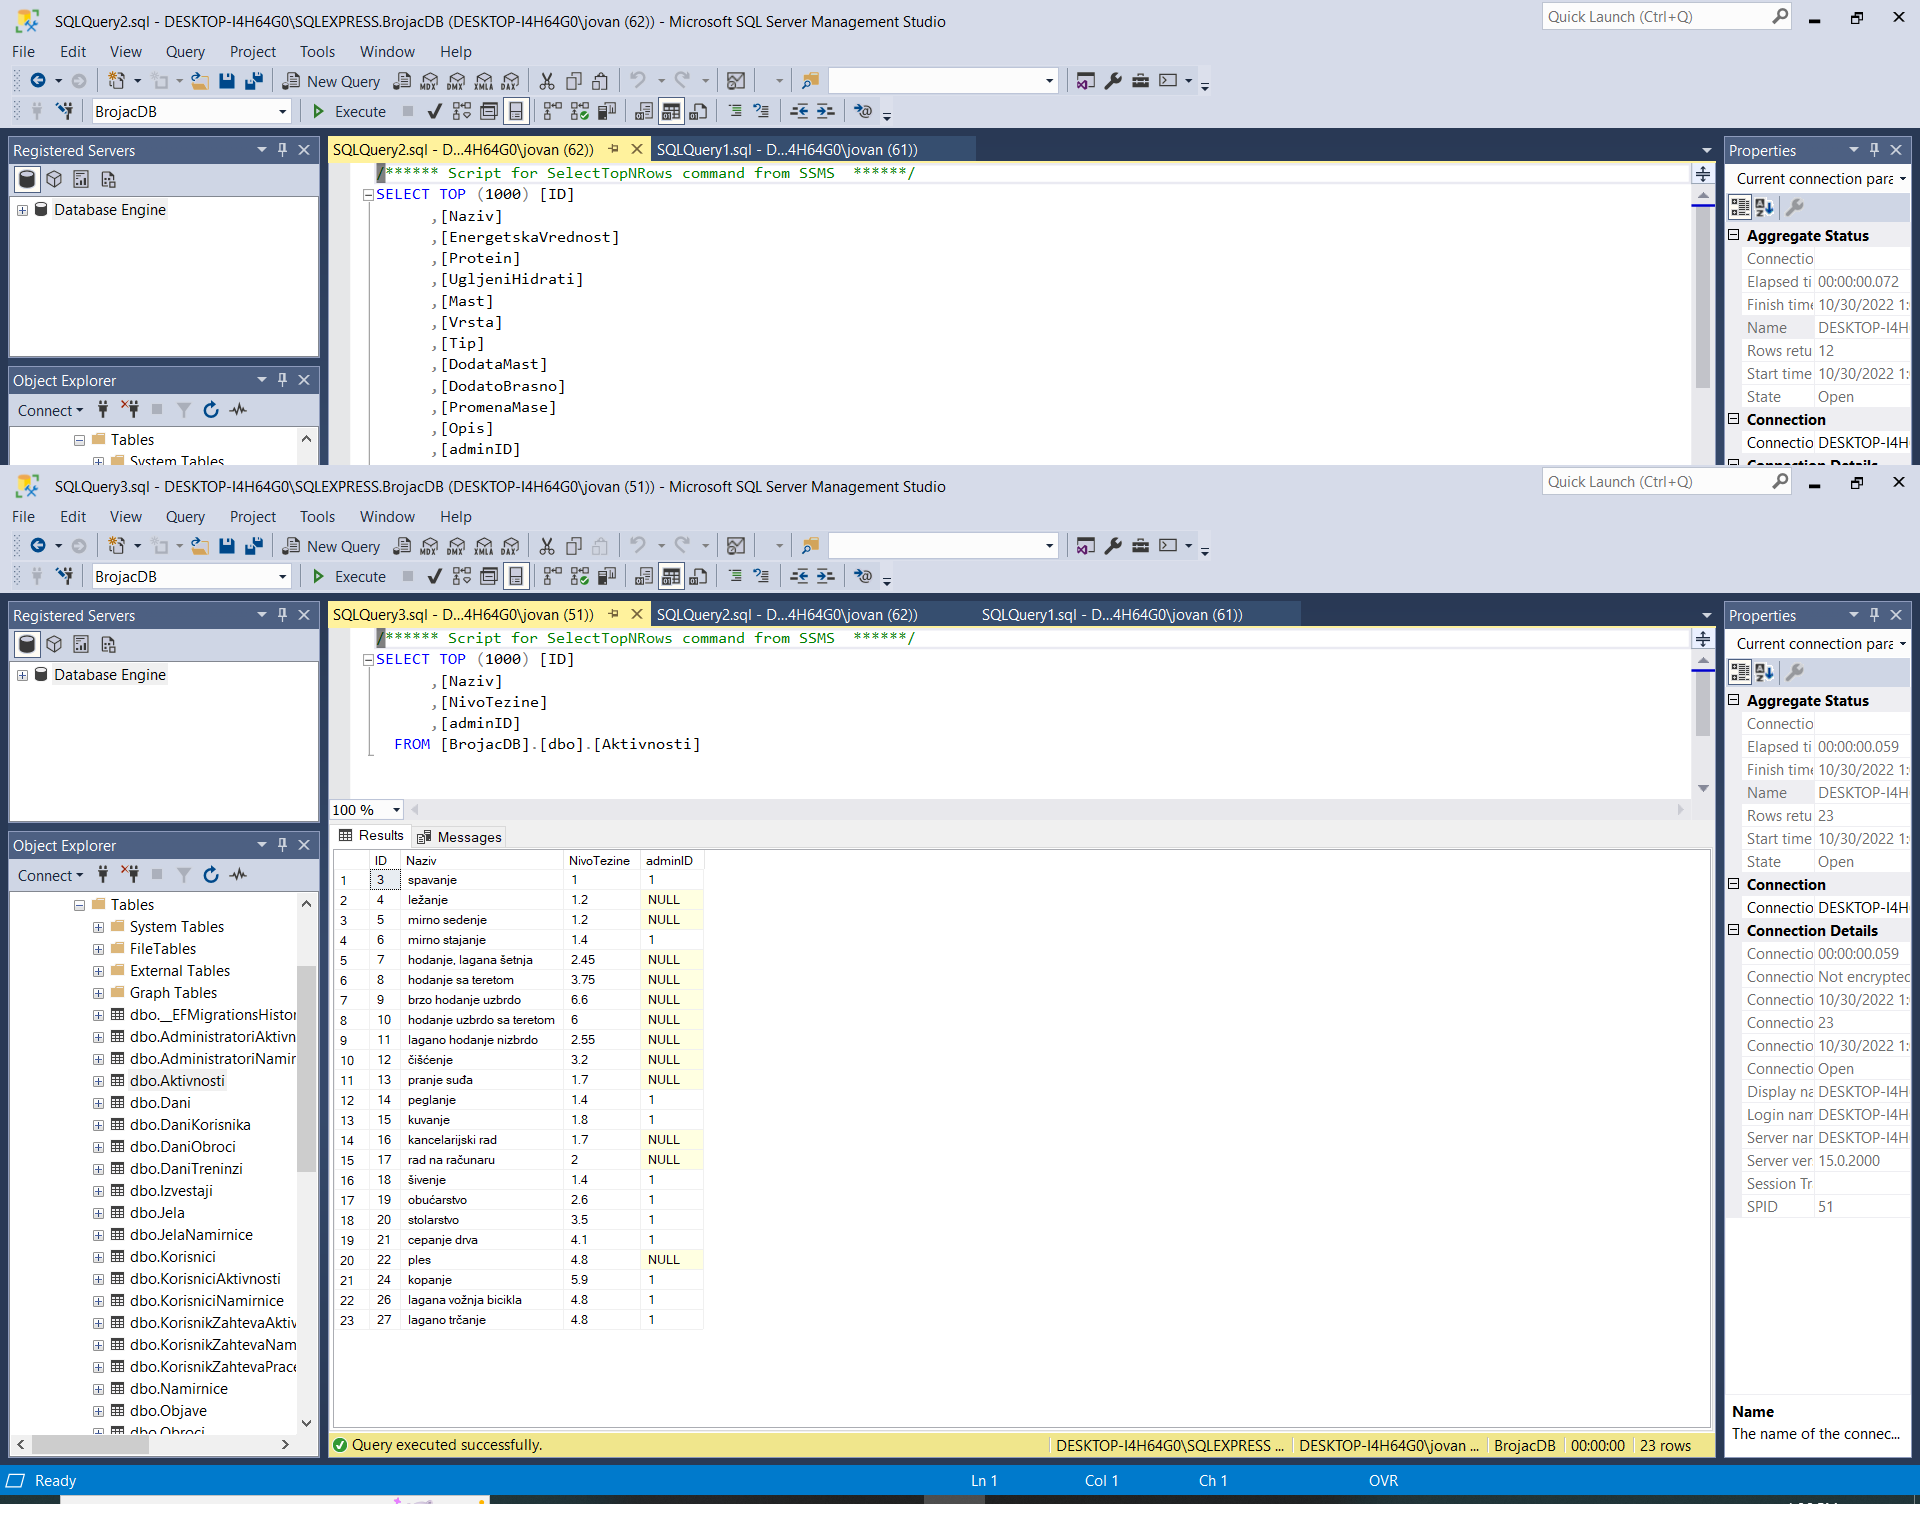 SQLQuery2.sql - DESKTOP-I4H64G0\SQLEXPRESS.BrojacDB (DESKTOP-I4H64G0\jovan (62)) - Microsoft SQL Server Management Studio
Quick Launch (Ctrl+Q)
File Edit View Query Project Tools Window Help
New Query
MDX DMX XMLA DAX
BrojacDB
Execute
Registered Servers
Database Engine
Object Explorer
Connect
Tables
System Tables
SQLQuery2.sql - D...4H64G0\jovan (62))
SQLQuery1.sql - D...4H64G0\jovan (61))
/****** Script for SelectTopNRows command from SSMS  ******/
SELECT TOP (1000) [ID]
,[Naziv]
,[EnergetskaVrednost]
,[Protein]
,[UgljeniHidrati]
,[Mast]
,[Vrsta]
,[Tip]
,[DodataMast]
,[DodatoBrasno]
,[PromenaMase]
,[Opis]
,[adminID]
Properties
Current connection para
Aggregate Status
Connectio
Elapsed ti 00:00:00.072
Finish time 10/30/2022 1:
Name DESKTOP-I4H
Rows retu 12
Start time 10/30/2022 1:
State Open
Connection
Connectio DESKTOP-I4H
Connection Details
SQLQuery3.sql - DESKTOP-I4H64G0\SQLEXPRESS.BrojacDB (DESKTOP-I4H64G0\jovan (51)) - Microsoft SQL Server Management Studio
Quick Launch (Ctrl+Q)
File Edit View Query Project Tools Window Help
New Query
MDX DMX XMLA DAX
BrojacDB
Execute
Registered Servers
Database Engine
Object Explorer
Connect
Tables
System Tables
FileTables
External Tables
Graph Tables
dbo.__EFMigrationsHistor
dbo.AdministratoriAktivn
dbo.AdministratoriNamir
dbo.Aktivnosti
dbo.Dani
dbo.DaniKorisnika
dbo.DaniObroci
dbo.DaniTreninzi
dbo.Izvestaji
dbo.Jela
dbo.JelaNamirnice
dbo.Korisnici
dbo.KorisniciAktivnosti
dbo.KorisniciNamirnice
dbo.KorisnikZahtevaAktiv
dbo.KorisnikZahtevaNam
dbo.KorisnikZahtevaPrace
dbo.Namirnice
dbo.Objave
dbo.Obroci
SQLQuery3.sql - D...4H64G0\jovan (51))
SQLQuery2.sql - D...4H64G0\jovan (62))
SQLQuery1.sql - D...4H64G0\jovan (61))
/****** Script for SelectTopNRows command from SSMS  ******/
SELECT TOP (1000) [ID]
,[Naziv]
,[NivoTezine]
,[adminID]
FROM [BrojacDB].[dbo].[Aktivnosti]
100 %
Results Messages
ID Naziv NivoTezine adminID
1 3 spavanje 1 1
2 4 ležanje 1.2 NULL
3 5 mirno sedenje 1.2 NULL
4 6 mirno stajanje 1.4 1
5 7 hodanje, lagana šetnja 2.45 NULL
6 8 hodanje sa teretom 3.75 NULL
7 9 brzo hodanje uzbrdo 6.6 NULL
8 10 hodanje uzbrdo sa teretom 6 NULL
9 11 lagano hodanje nizbrdo 2.55 NULL
10 12 čišćenje 3.2 NULL
11 13 pranje suđa 1.7 NULL
12 14 peglanje 1.4 1
13 15 kuvanje 1.8 1
14 16 kancelarijski rad 1.7 NULL
15 17 rad na računaru 2 NULL
16 18 šivenje 1.4 1
17 19 obućarstvo 2.6 1
18 20 stolarstvo 3.5 1
19 21 cepanje drva 4.1 1
20 22 ples 4.8 NULL
21 24 kopanje 5.9 1
22 26 lagana vožnja bicikla 4.8 1
23 27 lagano trčanje 4.8 1
Query executed successfully.
DESKTOP-I4H64G0\SQLEXPRESS ... DESKTOP-I4H64G0\jovan ... BrojacDB 00:00:00 23 rows
Properties
Current connection para
Aggregate Status
Connectio
Elapsed ti 00:00:00.059
Finish time 10/30/2022 1:
Name DESKTOP-I4H
Rows retu 23
Start time 10/30/2022 1:
State Open
Connection
Connectio DESKTOP-I4H
Connection Details
Connectio 00:00:00.059
Connectio Not encrypted
Connectio 10/30/2022 1:
Connectio 23
Connectio 10/30/2022 1:
Connectio Open
Display na DESKTOP-I4H
Login nam DESKTOP-I4H
Server nar DESKTOP-I4H
Server ver 15.0.2000
Session Tr
SPID 51
Name
The name of the connec...
Ready
Ln 1 Col 1 Ch 1 OVR